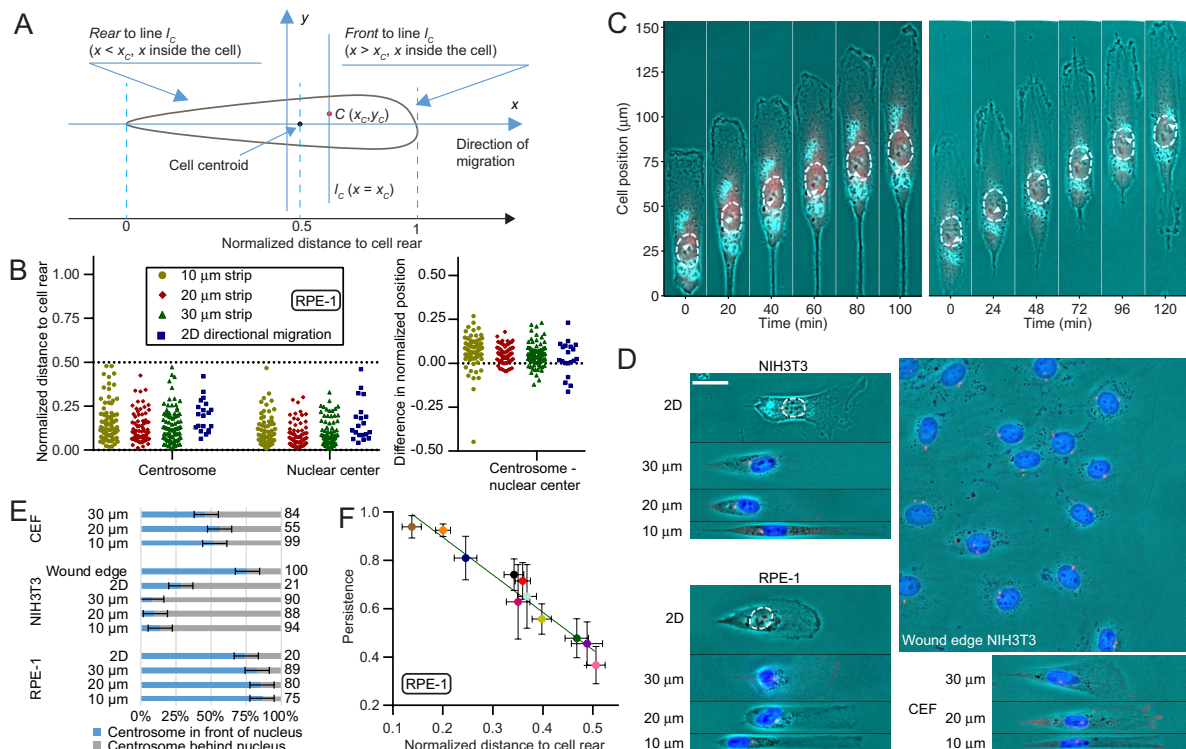 A
y
Rear to line lc
(x < xc, x inside the cell)
Front to line lc
(x > xc, x inside the cell)
C (xc,yc)
x
Cell centroid
Direction of
migration
lc (x = xc)
0
0.5
1
Normalized distance to cell rear
B
Normalized distance to cell rear
1.00
0.75
0.50
0.25
0.00
10 μm strip
20 μm strip
30 μm strip
2D directional migration
RPE-1
Centrosome
Nuclear center
Difference in normalized position
0.50
0.25
0.00
-0.25
-0.50
Centrosome -
nuclear center
C
Cell position (μm)
150
125
100
75
50
25
0
0 20 40 60 80 100
Time (min)
0 24 48 72 96 120
Time (min)
D
NIH3T3
2D
30 μm
20 μm
10 μm
RPE-1
2D
30 μm
20 μm
10 μm
Wound edge NIH3T3
CEF
30 μm
20 μm
10 μm
E
CEF
30 μm 84
20 μm 55
10 μm 99
NIH3T3
Wound edge 100
2D 21
30 μm 90
20 μm 88
10 μm 94
RPE-1
2D 20
30 μm 89
20 μm 80
10 μm 75
0% 25% 50% 75% 100%
Centrosome in front of nucleus
Centrosome behind nucleus
F
Persistence
1.0
0.8
0.6
0.4
0.2
RPE-1
0.1 0.2 0.3 0.4 0.5
Normalized distance to cell rear